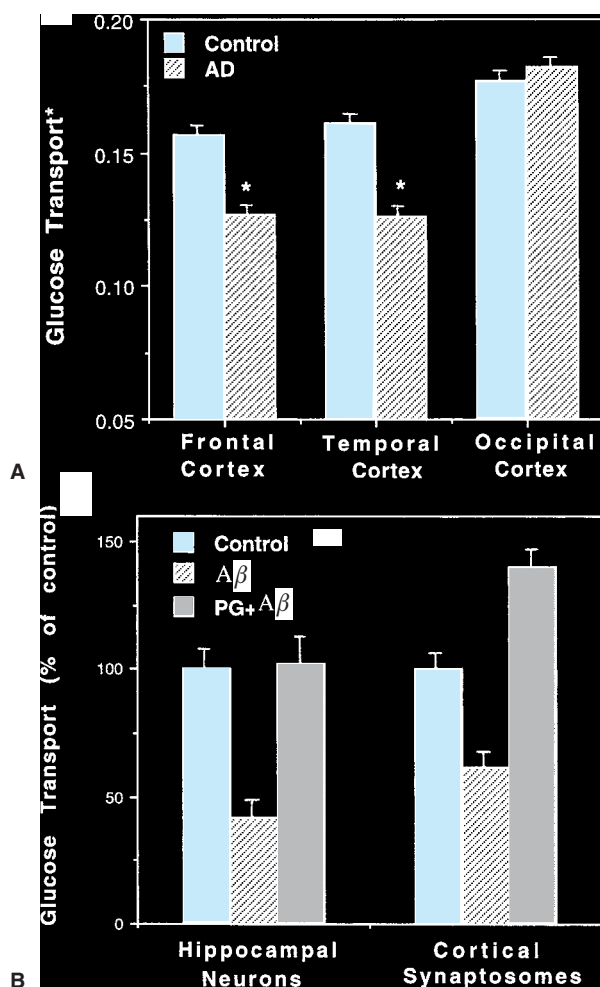 Glucose Transport*
0.20
0.15
0.10
0.05
Control
AD
*
*
Frontal
Cortex
Temporal
Cortex
Occipital
Cortex
A
Glucose Transport (% of control)
150
100
50
0
Control
Aβ
PG+Aβ
Hippocampal
Neurons
Cortical
Synaptosomes
B